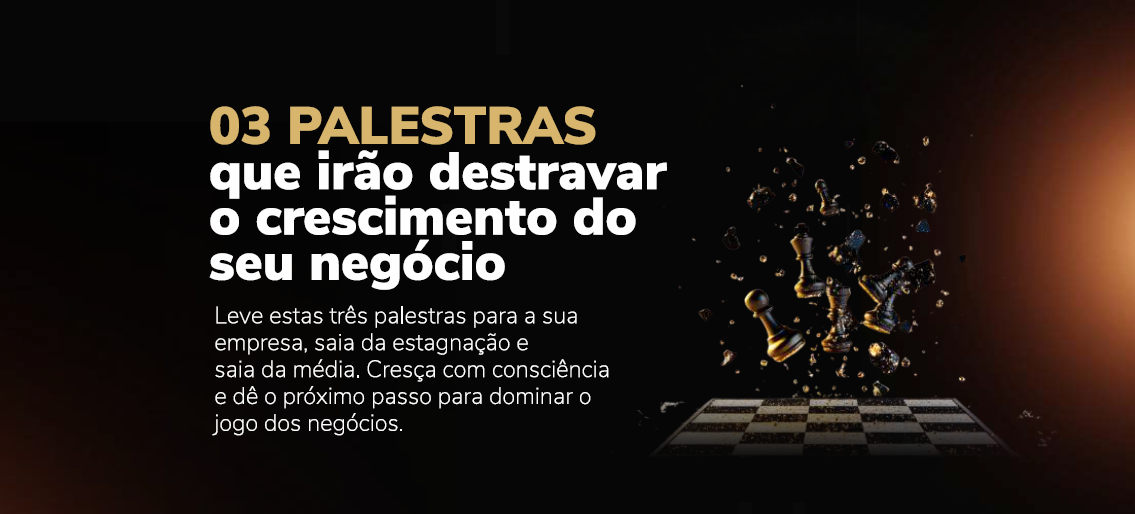 03 PALESTRAS
que irão destravar
o crescimento do
seu negócio
Leve estas três palestras para a sua
empresa, saia da estagnação e
saia da média. Cresça com consciência
e dê o próximo passo para dominar o
jogo dos negócios.